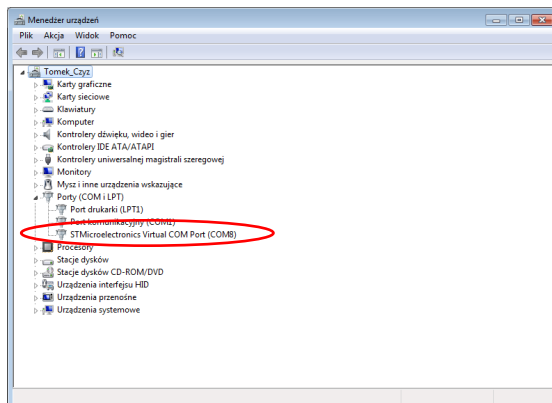 Menedżer urządzeń
Plik Akcja Widok Pomoc
Tomek_Czyz
Karty graficzne
Karty sieciowe
Klawiatury
Komputer
Kontrolery dźwięku, wideo i gier
Kontrolery IDE ATA/ATAPI
Kontrolery uniwersalnej magistrali szeregowej
Monitory
Mysz i inne urządzenia wskazujące
Porty (COM i LPT)
Port drukarki (LPT1)
Port komunikacyjny (COM1)
STMicroelectronics Virtual COM Port (COM8)
Procesory
Stacje dysków
Stacje dysków CD-ROM/DVD
Urządzenia interfejsu HID
Urządzenia przenośne
Urządzenia systemowe